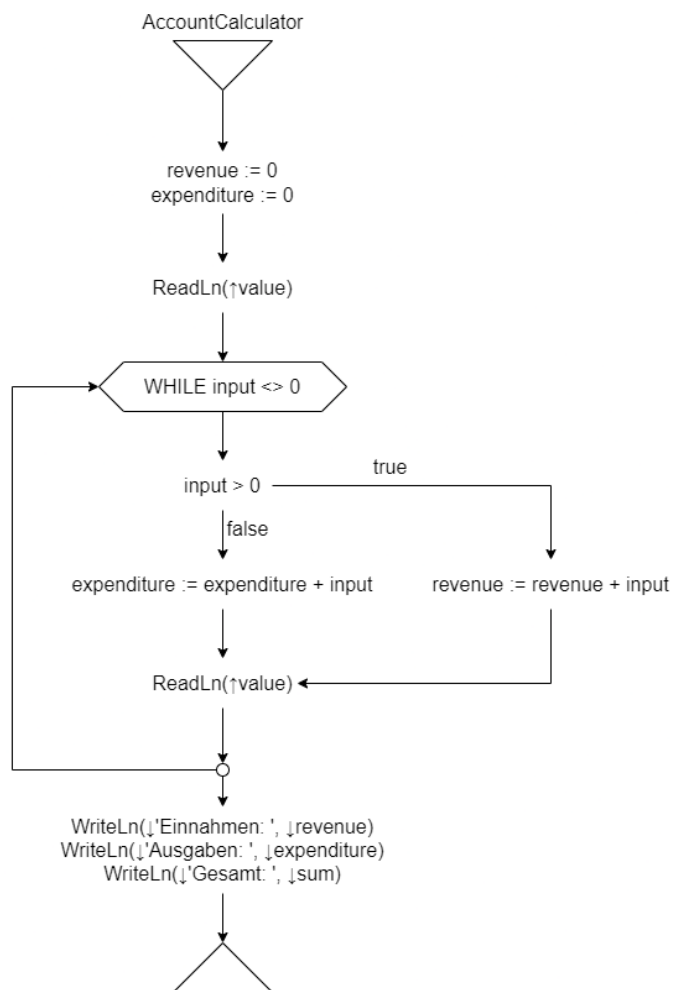 AccountCalculator
revenue := 0
expenditure := 0
ReadLn(↑value)
WHILE input <> 0
input > 0
true
false
expenditure := expenditure + input
revenue := revenue + input
ReadLn(↑value)
WriteLn(↓'Einnahmen: ', ↓revenue)
WriteLn(↓'Ausgaben: ', ↓expenditure)
WriteLn(↓'Gesamt: ', ↓sum)